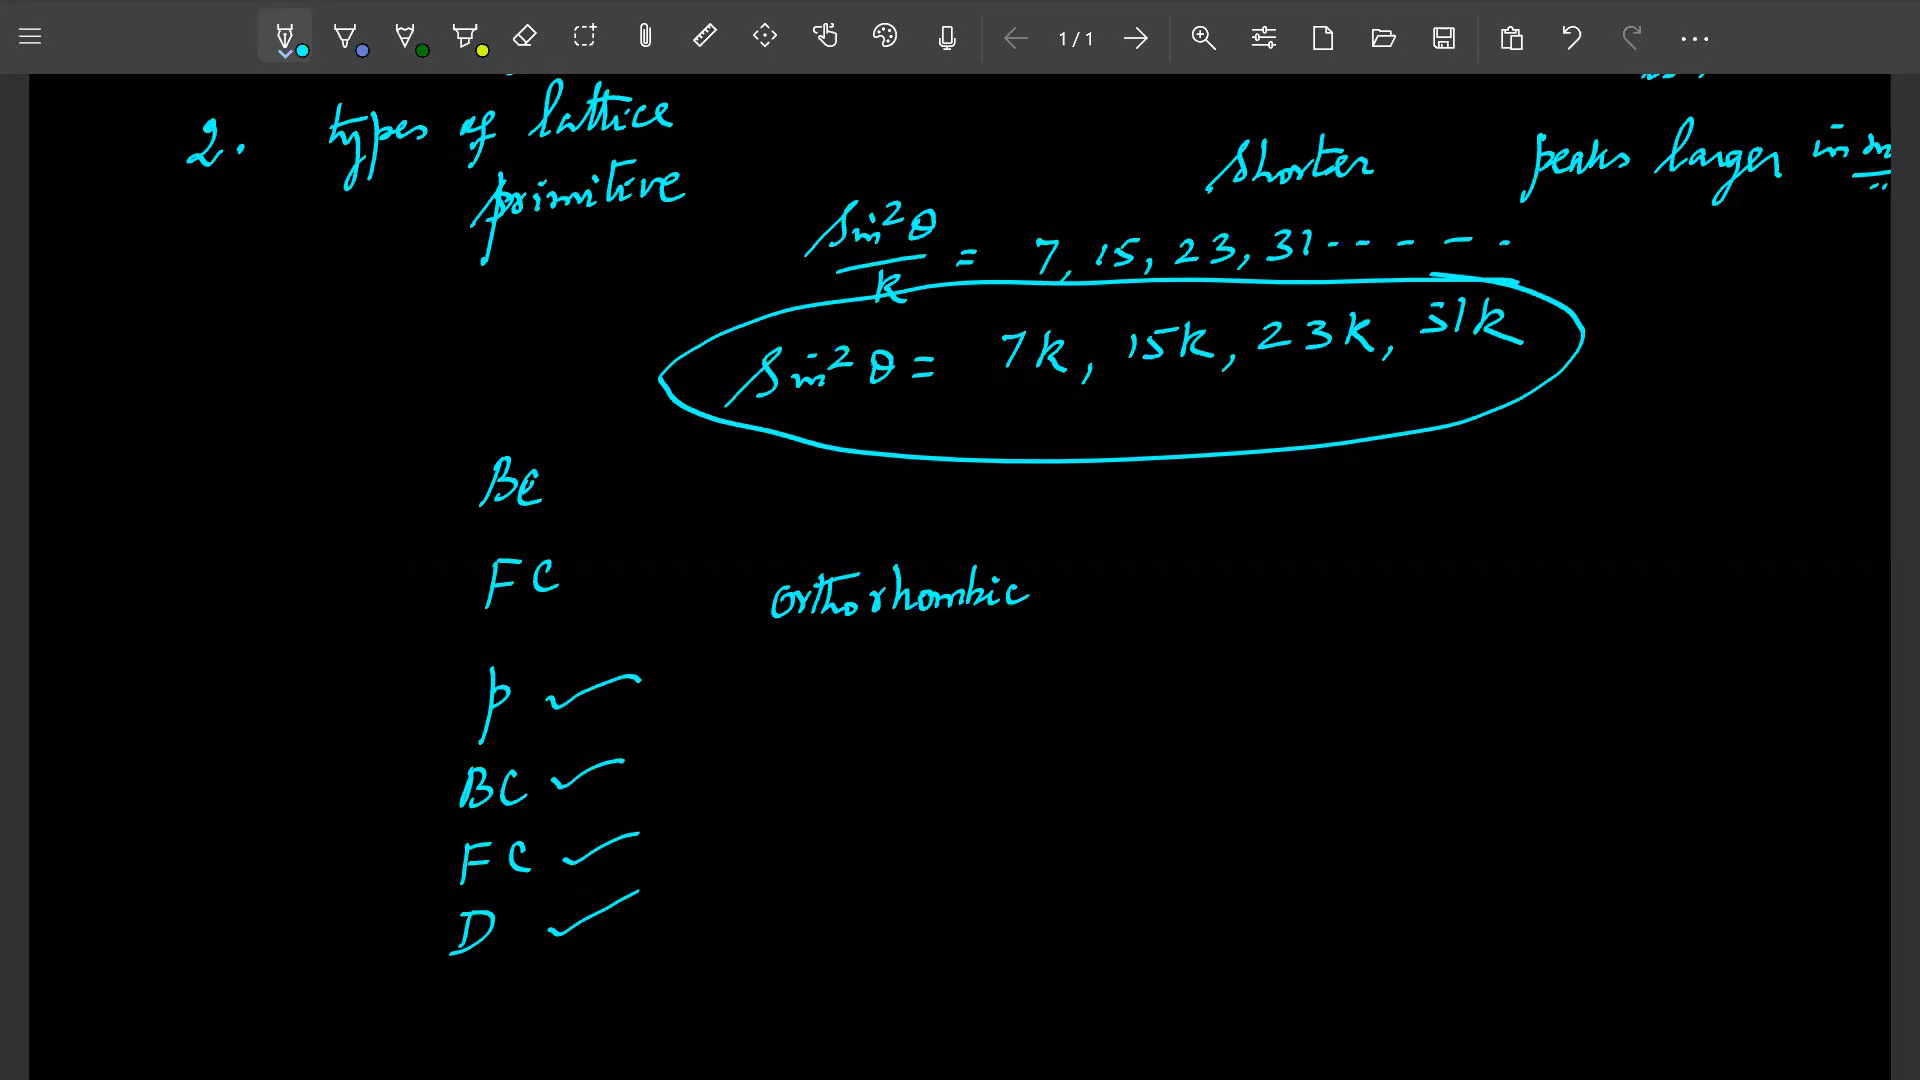 1 / 1
2. types of lattice
primitive
shorter
peaks larger in
Sin²θ/k = 7, 15, 23, 31 - - - - -
Sin²θ = 7k, 15k, 23k, 31k
BC
FC
Orthorhombic
P ✓
BC ✓
FC ✓
D ✓